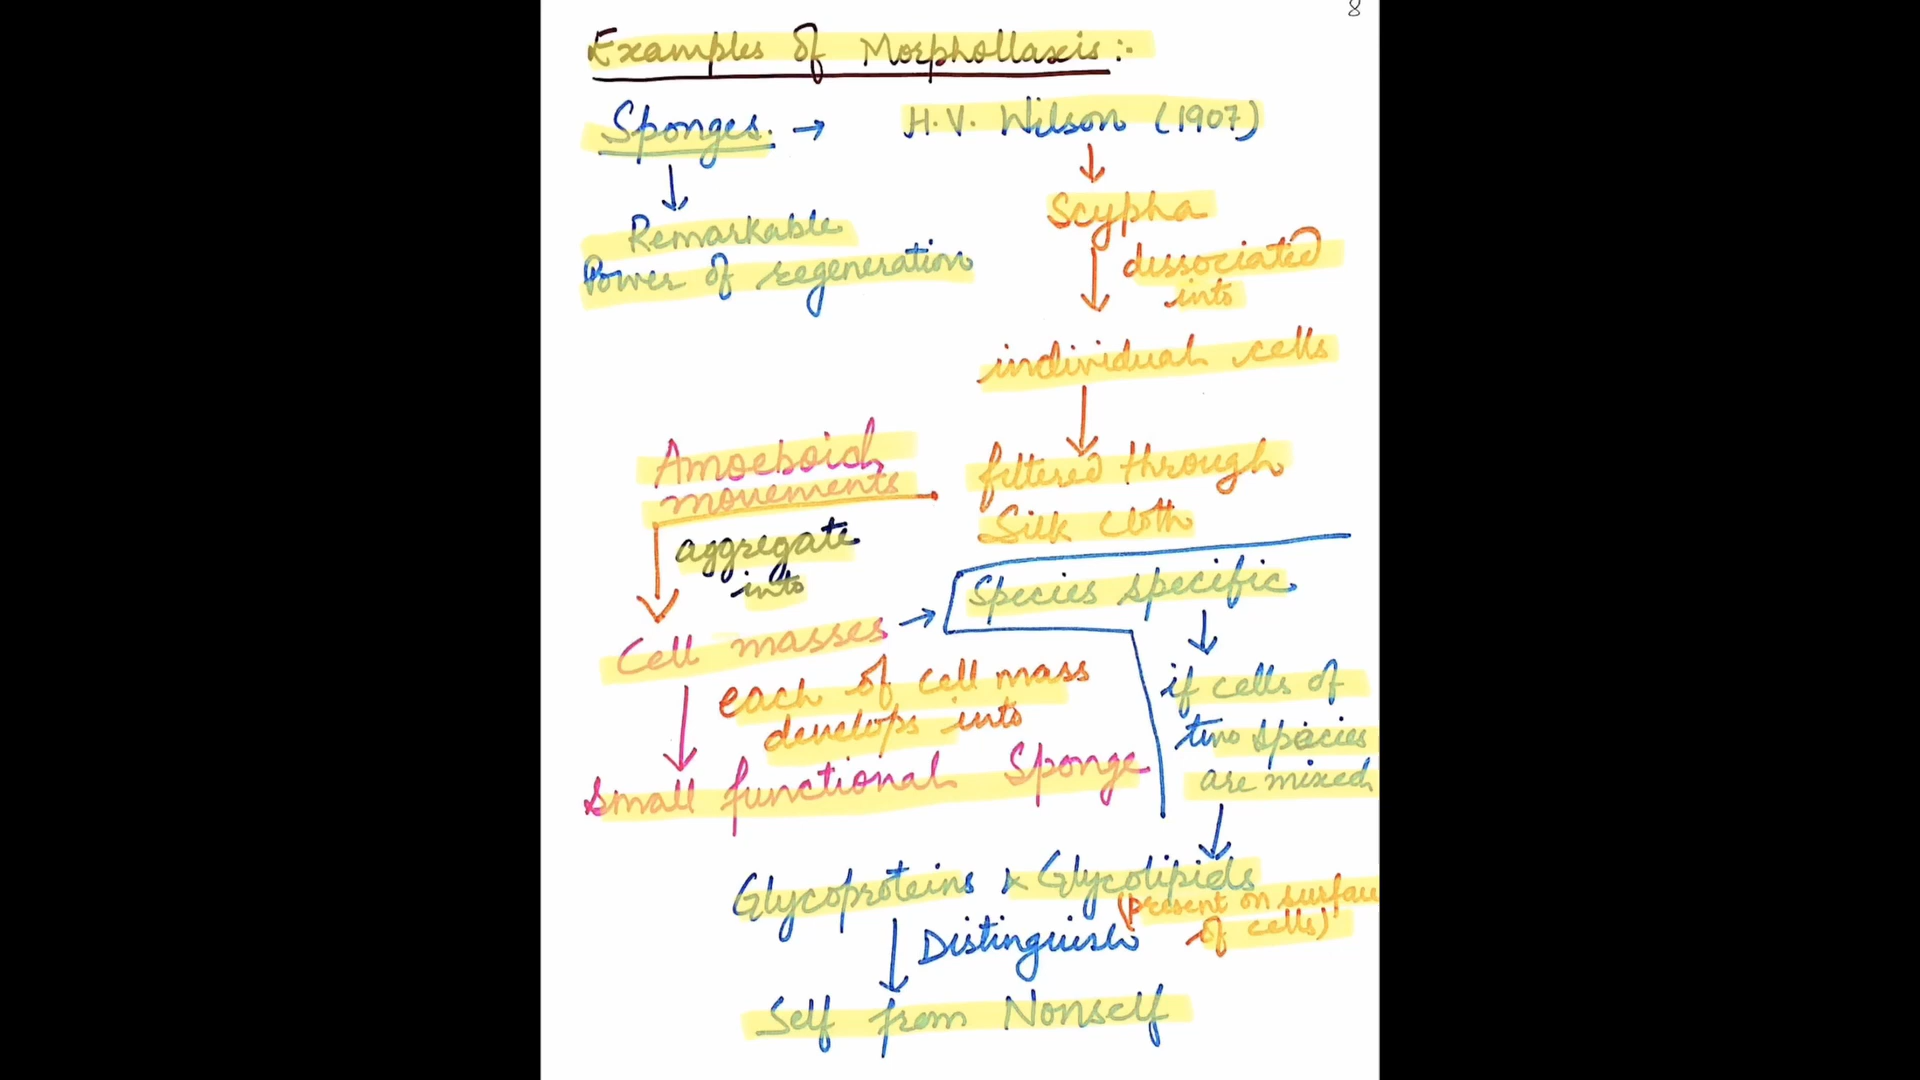 8
Examples of Morphollaxis :-
Sponges. → H.V. Wilson (1907)
↓
Remarkable
Power of regeneration
↓
Scypha
↓ dissociated
into
individual cells
↓
filtered through
Silk cloth
Amoeboid
movements
↓ aggregate
into
Cell masses → Species specific
↓ each of cell mass
develops into
Small functional Sponge
↓
if cells of
two species
are mixed
↓
Glycoproteins & Glycolipids
(present on surface
of cells)
↓ Distinguish
Self from Nonself